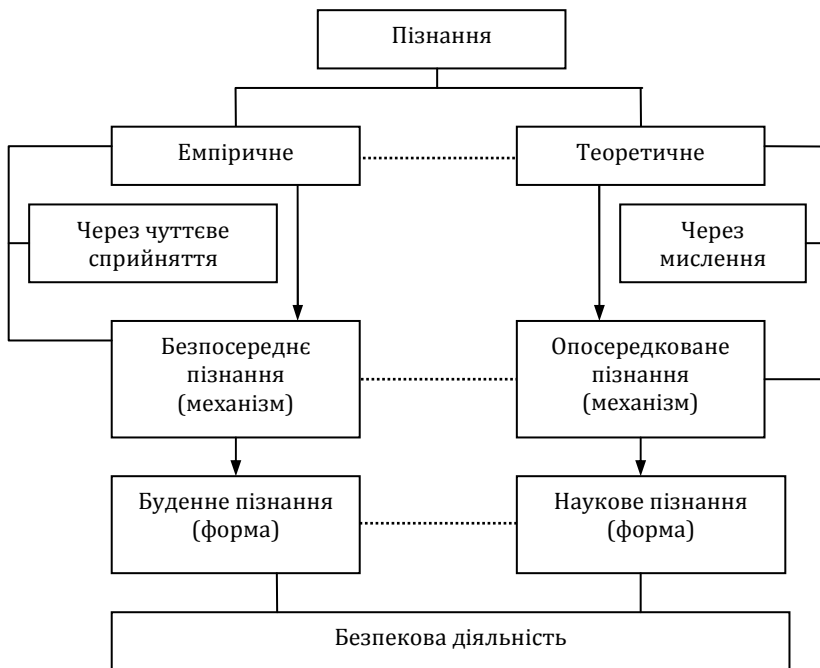 Пізнання
Емпіричне
Теоретичне
Через чуттєве
сприйняття
Через
мислення
Безпосереднє
пізнання
(механізм)
Опосередковане
пізнання
(механізм)
Буденне пізнання
(форма)
Наукове пізнання
(форма)
Безпекова діяльність